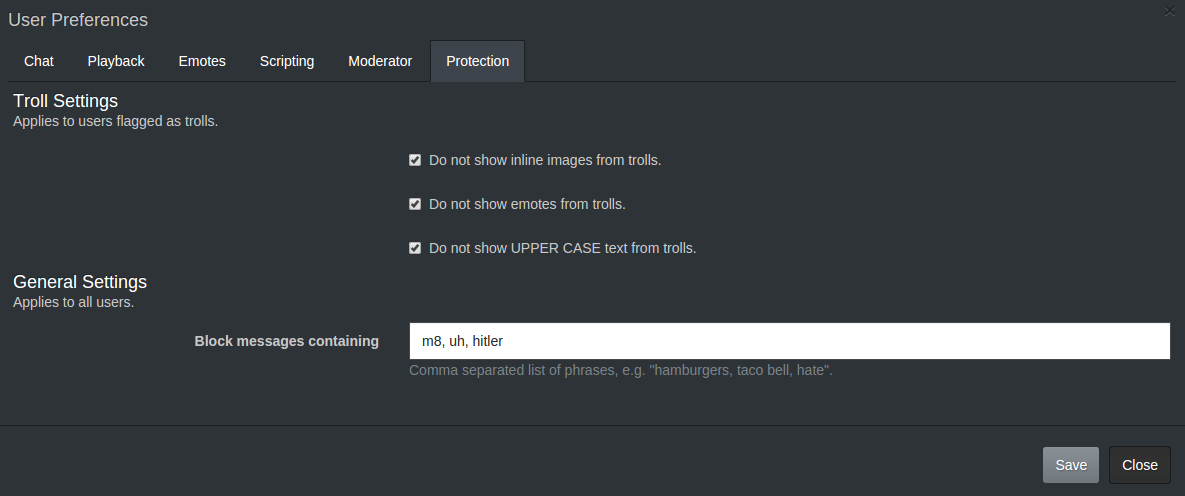 User Preferences
×
Chat Playback Emotes Scripting Moderator Protection
Troll Settings
Applies to users flagged as trolls.
Do not show inline images from trolls.
Do not show emotes from trolls.
Do not show UPPER CASE text from trolls.
General Settings
Applies to all users.
Block messages containing m8, uh, hitler
Comma separated list of phrases, e.g. "hamburgers, taco bell, hate".
Save Close